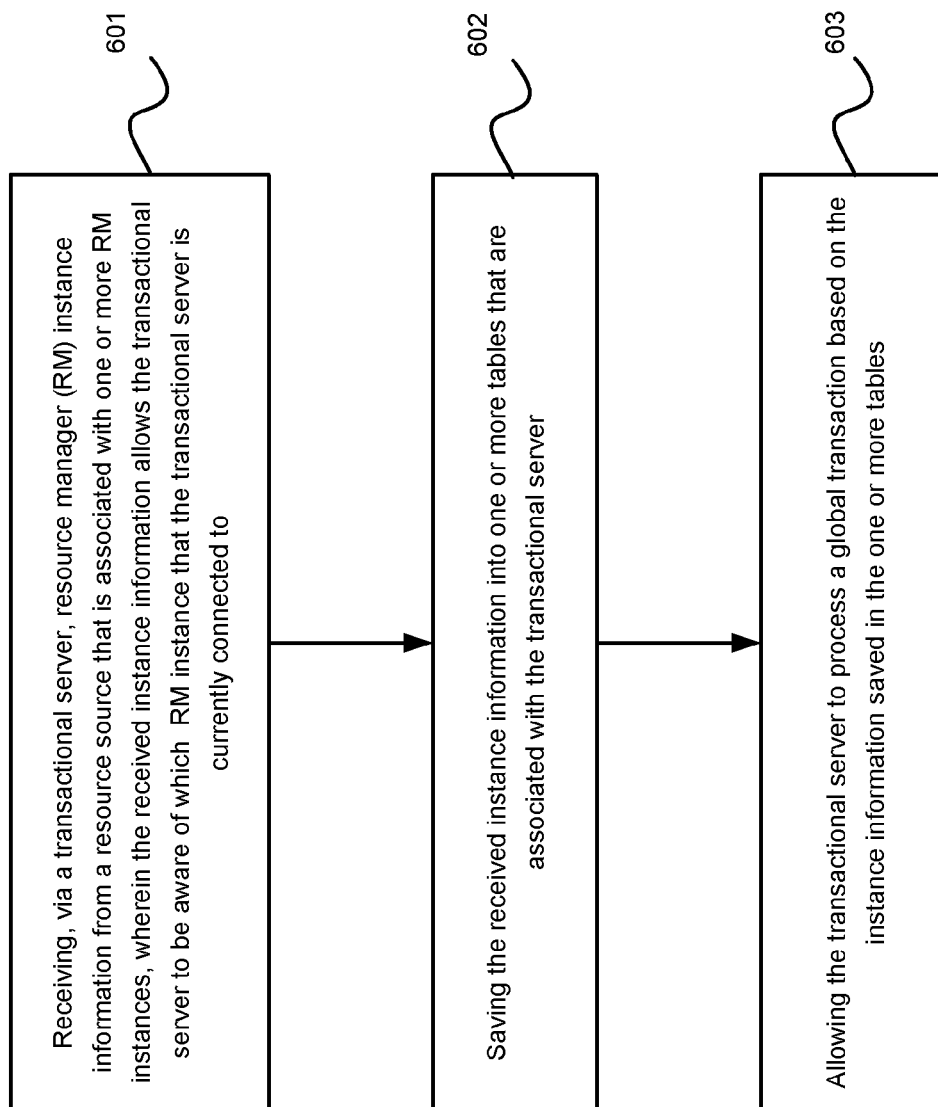 Receiving, via a transactional server, resource manager (RM) instance
information from a resource source that is associated with one or more RM
instances, wherein the received instance information allows the transactional
server to be aware of which RM instance that the transactional server is
currently connected to
601
Saving the received instance information into one or more tables that are
associated with the transactional server
602
Allowing the transactional server to process a global transaction based on the
instance information saved in the one or more tables
603